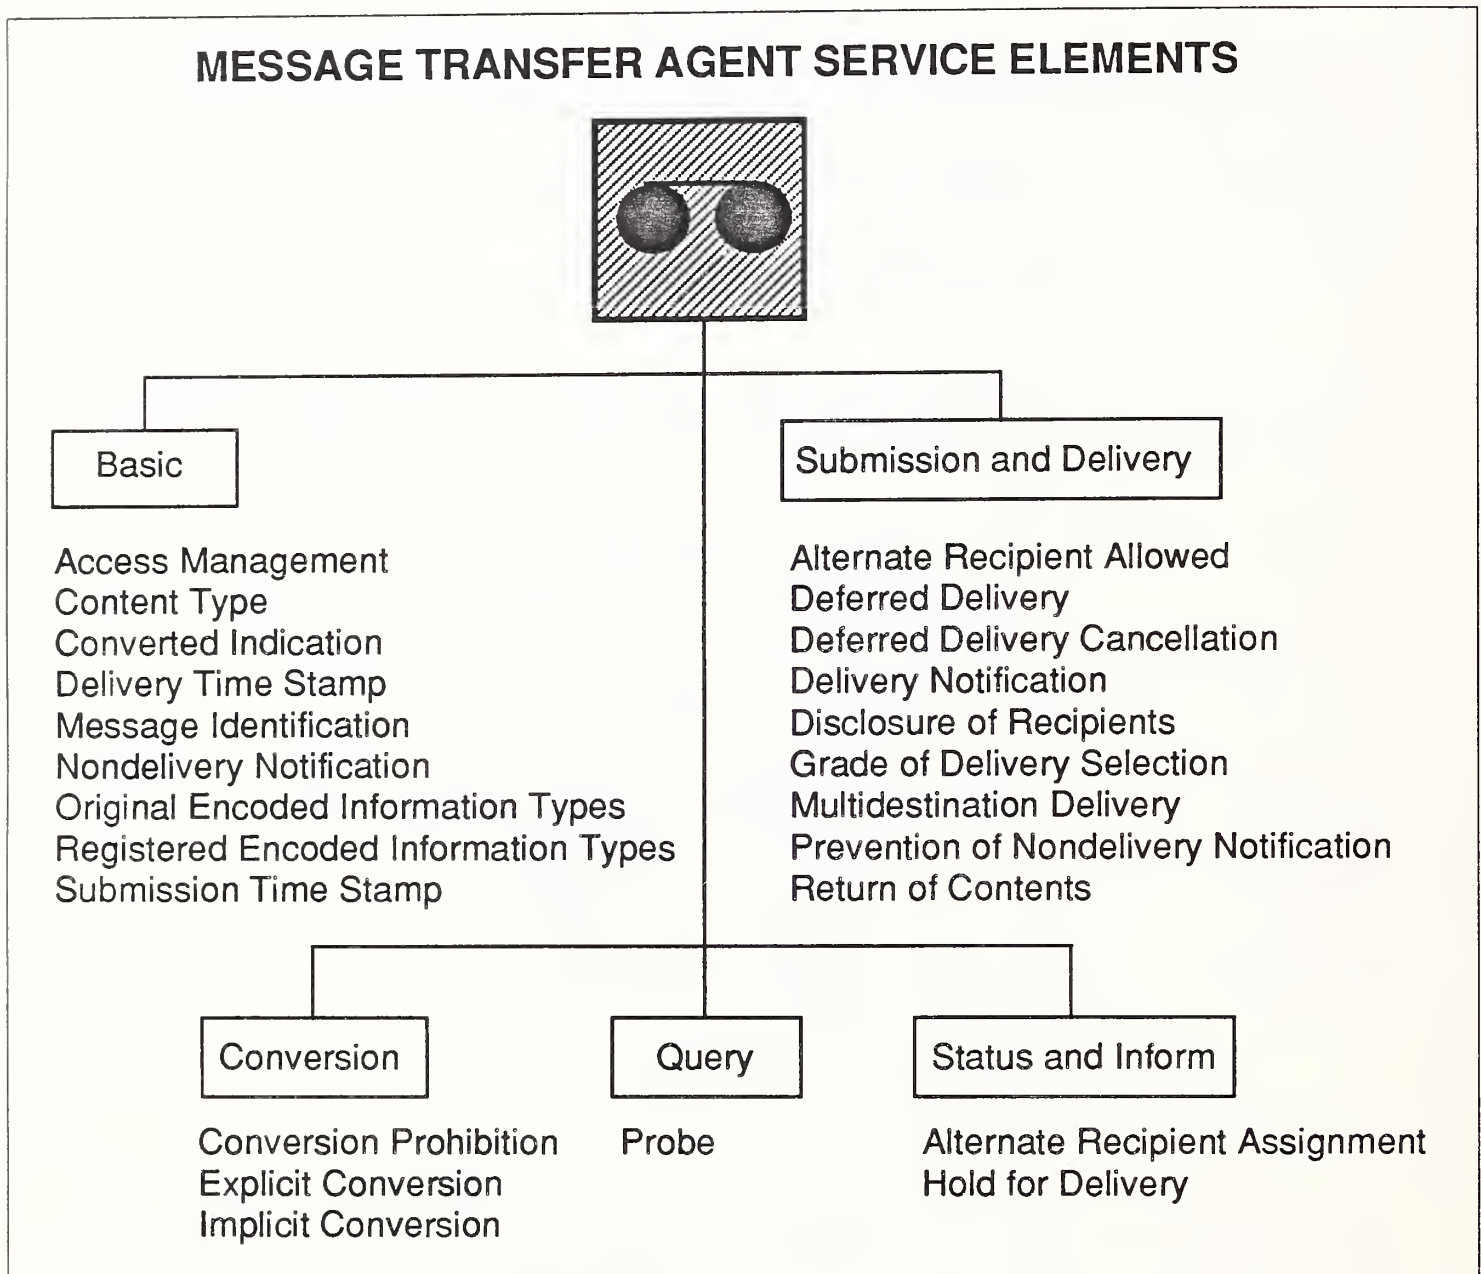 MESSAGE TRANSFER AGENT SERVICE ELEMENTS
Basic
Access Management
Content Type
Converted Indication
Delivery Time Stamp
Message Identification
Nondelivery Notification
Original Encoded Information Types
Registered Encoded Information Types
Submission Time Stamp
Submission and Delivery
Alternate Recipient Allowed
Deferred Delivery
Deferred Delivery Cancellation
Delivery Notification
Disclosure of Recipients
Grade of Delivery Selection
Multidestination Delivery
Prevention of Nondelivery Notification
Return of Contents
Conversion
Conversion Prohibition
Explicit Conversion
Implicit Conversion
Query
Probe
Status and Inform
Alternate Recipient Assignment
Hold for Delivery